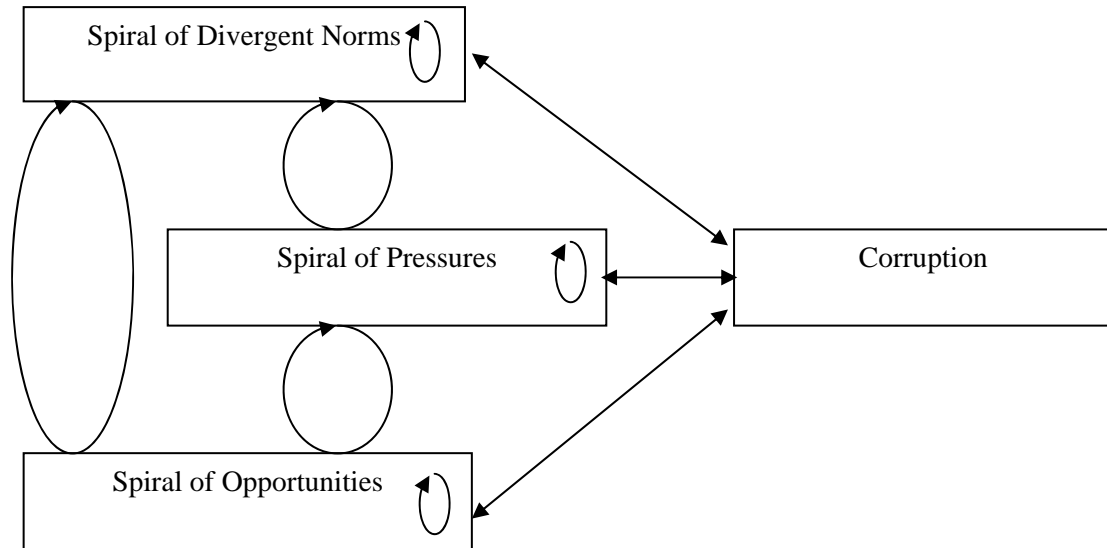 Spiral of Divergent Norms
Spiral of Pressures
Corruption
Spiral of Opportunities